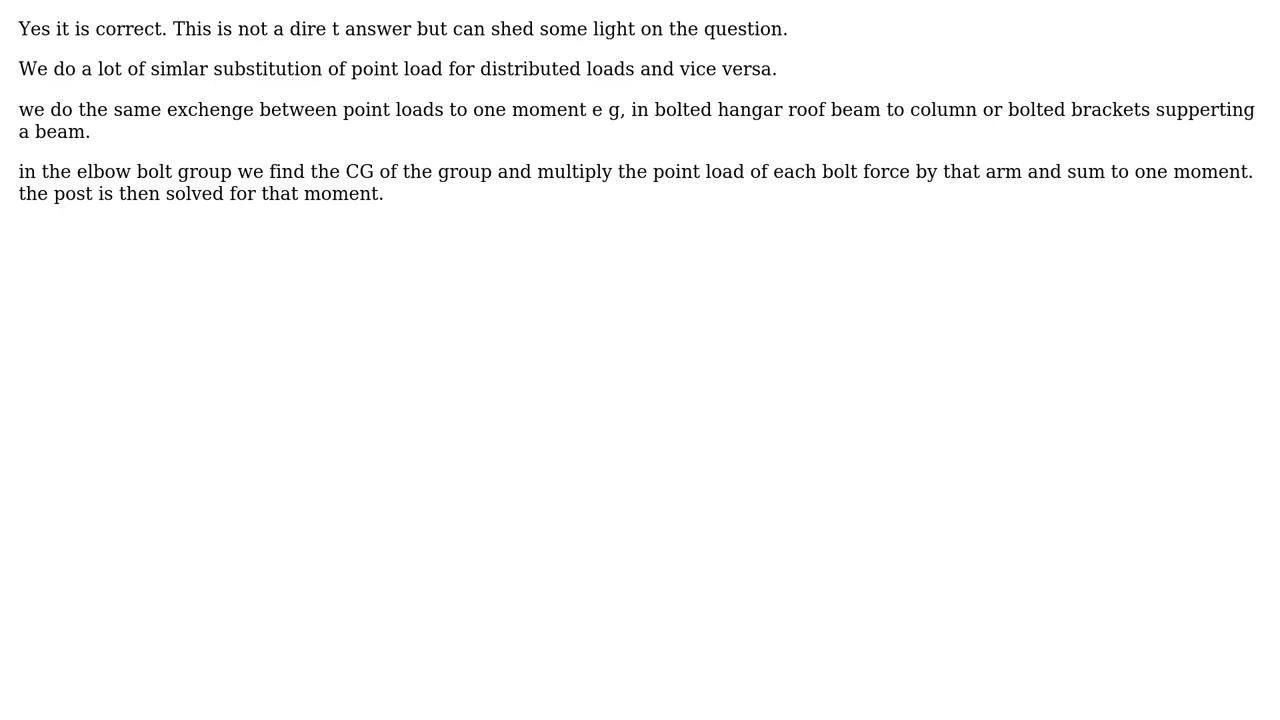 Yes it is correct. This is not a dire t answer but can shed some light on the question.
We do a lot of simlar substitution of point load for distributed loads and vice versa.
we do the same exchenge between point loads to one moment e g, in bolted hangar roof beam to column or bolted brackets supperting
a beam.
in the elbow bolt group we find the CG of the group and multiply the point load of each bolt force by that arm and sum to one moment.
the post is then solved for that moment.